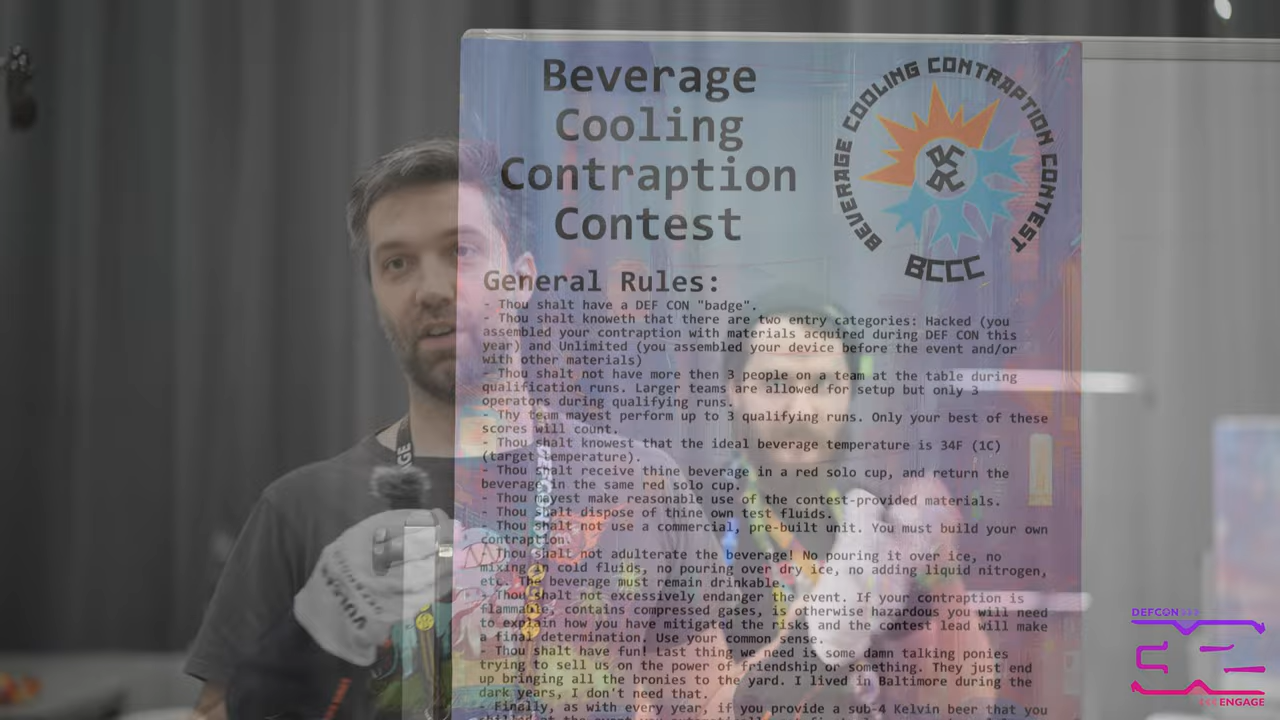 Beverage
Cooling
Contraption
Contest
BEVERAGE COOLING CONTRAPTION CONTEST
BCCC
General Rules:
- Thou shalt have a DEF CON "badge".
- Thou shalt knoweth that there are two entry categories: Hacked (you
assembled your contraption with materials acquired during DEF CON this
year) and Unlimited (you assembled your device before the event and/or
with other materials)
- Thou shalt not have more then 3 people on a team at the table during
qualification runs. Larger teams are allowed for setup but only 3
operators during qualifying runs.
- Thy team mayest perform up to 3 qualifying runs. Only your best of these
scores will count.
- Thou shalt knowest that the ideal beverage temperature is 34F (1C)
(target temperature).
- Thou shalt receive thine beverage in a red solo cup, and return the
beverage in the same red solo cup.
- Thou mayest make reasonable use of the contest-provided materials.
- Thou shalt dispose of thine own test fluids.
- Thou shalt not use a commercial, pre-built unit. You must build your own
contraption.
- Thou shalt not adulterate the beverage! No pouring it over ice, no
mixing in cold fluids, no pouring over dry ice, no adding liquid nitrogen,
etc. The beverage must remain drinkable.
- Thou shalt not excessively endanger the event. If your contraption is
flammable, contains compressed gases, is otherwise hazardous you will need
to explain how you have mitigated the risks and the contest lead will make
a final determination. Use your common sense.
- Thou shalt have fun! Last thing we need is some damn talking ponies
trying to sell us on the power of friendship or something. They just end
up bringing all the bronies to the yard. I lived in Baltimore during the
dark years, I don't need that.
- Finally, as with every year, if you provide a sub-4 Kelvin beer that you
DEFCON
ENGAGE